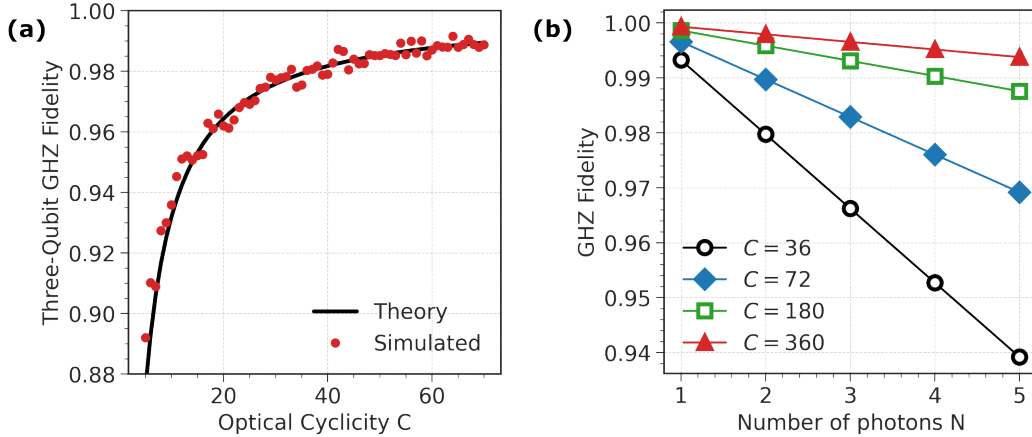 (a)
Three-Qubit GHZ Fidelity
1.00
0.98
0.96
0.94
0.92
0.90
0.88
Theory
Simulated
20
40
60
Optical Cyclicity C
(b)
GHZ Fidelity
1.00
0.99
0.98
0.97
0.96
0.95
0.94
C = 36
C = 72
C = 180
C = 360
1
2
3
4
5
Number of photons N